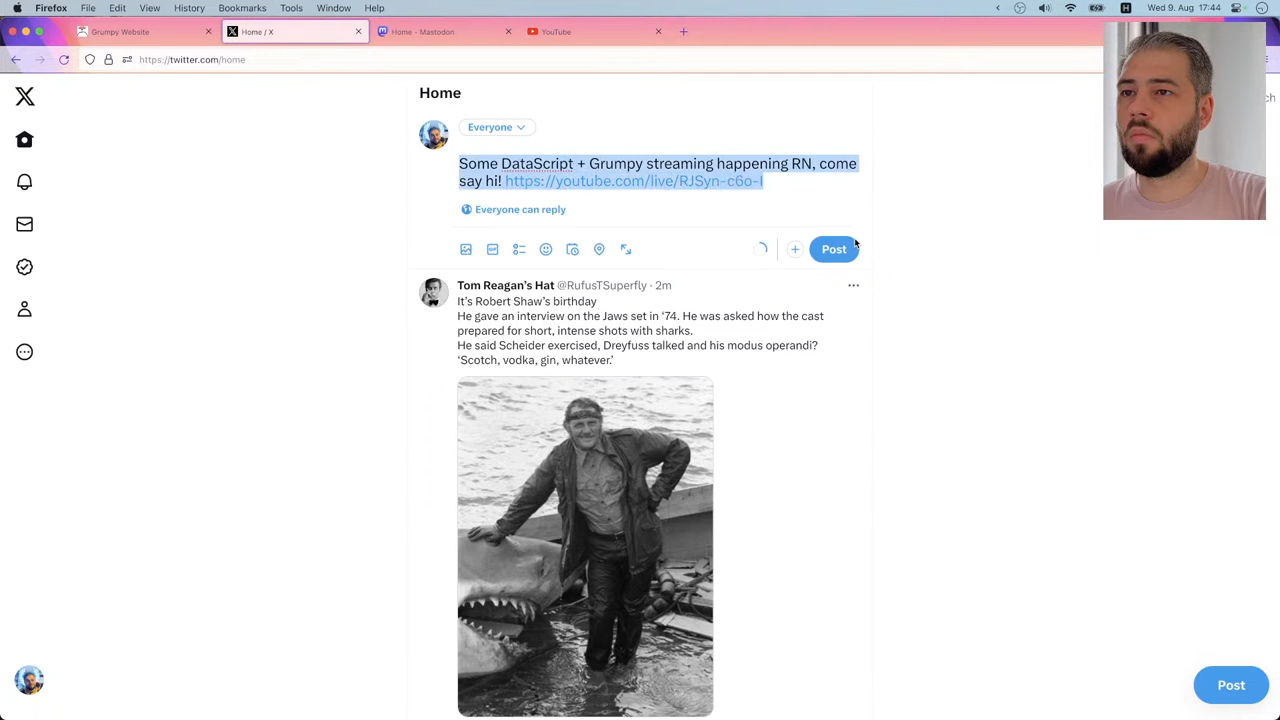 Firefox File Edit View History Bookmarks Tools Window Help
Wed 9. Aug 17:44
Grumpy Website
Home / X
Home - Mastodon
YouTube
https://twitter.com/home
Home
Everyone
Some DataScript + Grumpy streaming happening RN, come
say hi! https://youtube.com/live/RJSyn-c6o-I
Everyone can reply
GIF
Post
Tom Reagan's Hat @RufusTSuperfly · 2m
It's Robert Shaw's birthday
He gave an interview on the Jaws set in '74. He was asked how the cast
prepared for short, intense shots with sharks.
He said Scheider exercised, Dreyfuss talked and his modus operandi?
'Scotch, vodka, gin, whatever.'
Post